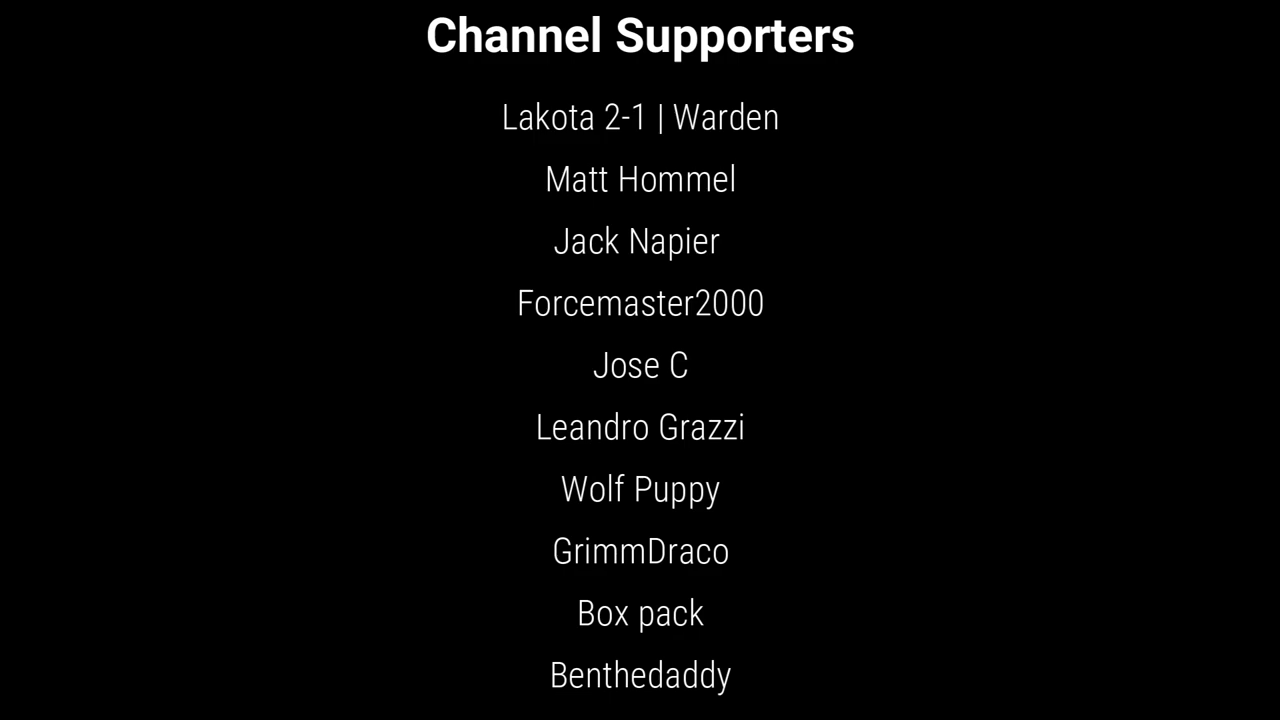 Channel Supporters
Lakota 2-1 | Warden
Matt Hommel
Jack Napier
Forcemaster2000
Jose C
Leandro Grazzi
Wolf Puppy
GrimmDraco
Box pack
Benthedaddy